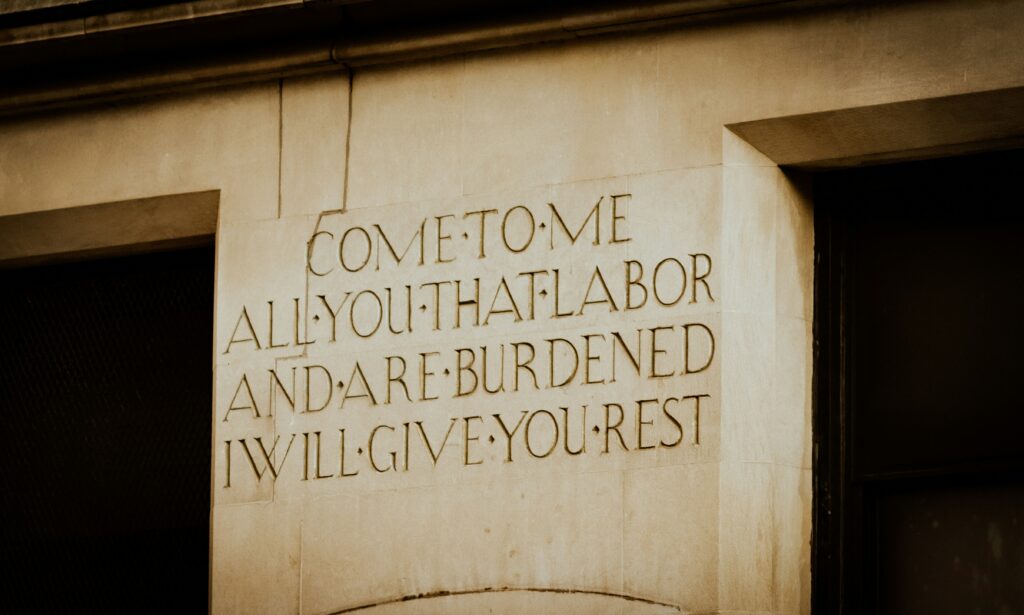 COME·TO·ME
ALL·YOU·THAT·LABOR
AND·ARE·BURDENED
I WILL·GIVE·YOU·REST